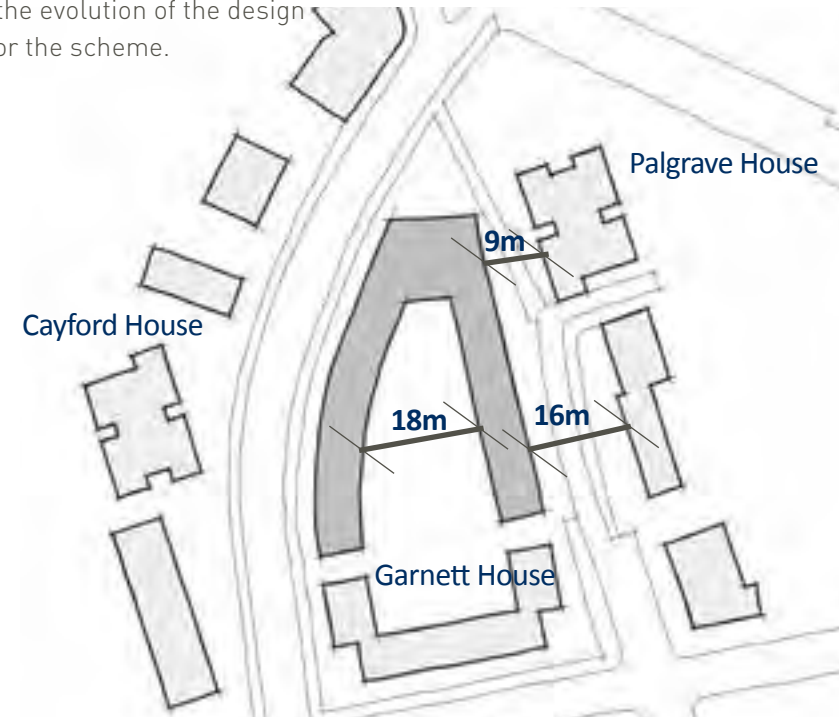 the evolution of the design
or the scheme.
Palgrave House
9m
Cayford House
18m
16m
Garnett House